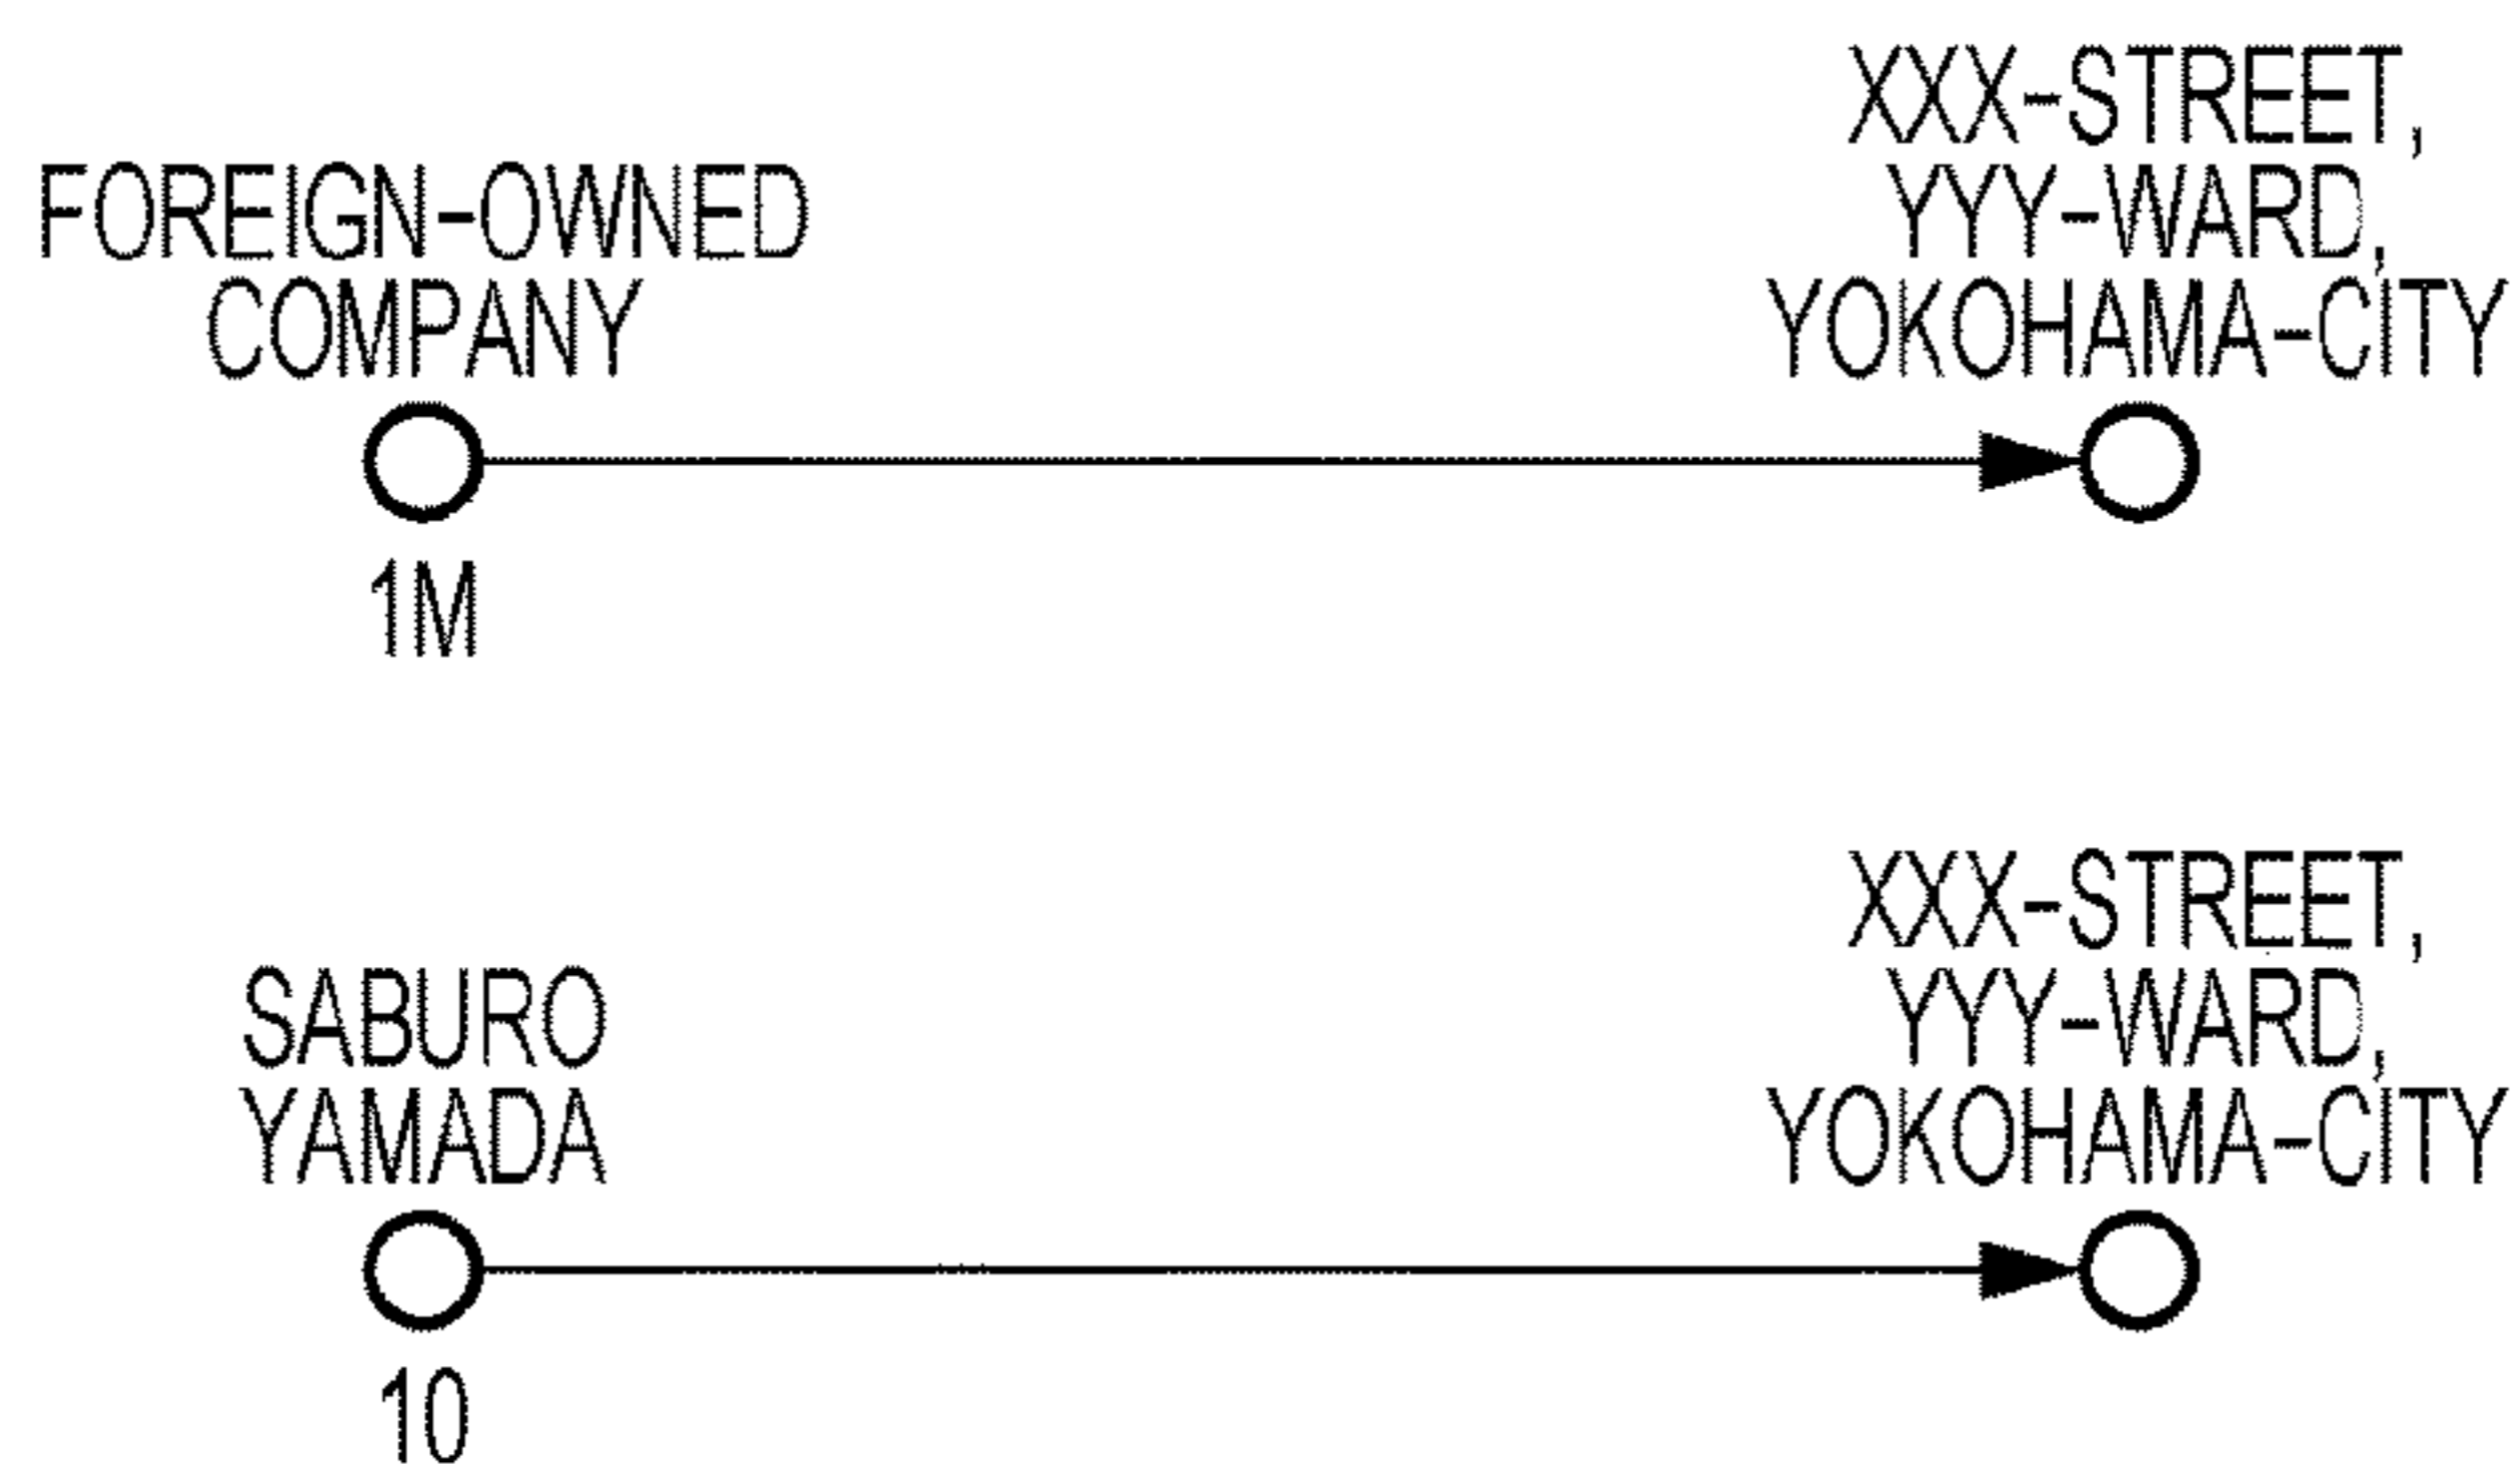 FOREIGN-OWNED
COMPANY
1M
XXX-STREET,
YYY-WARD,
YOKOHAMA-CITY
SABURO
YAMADA
10
XXX-STREET,
YYY-WARD,
YOKOHAMA-CITY